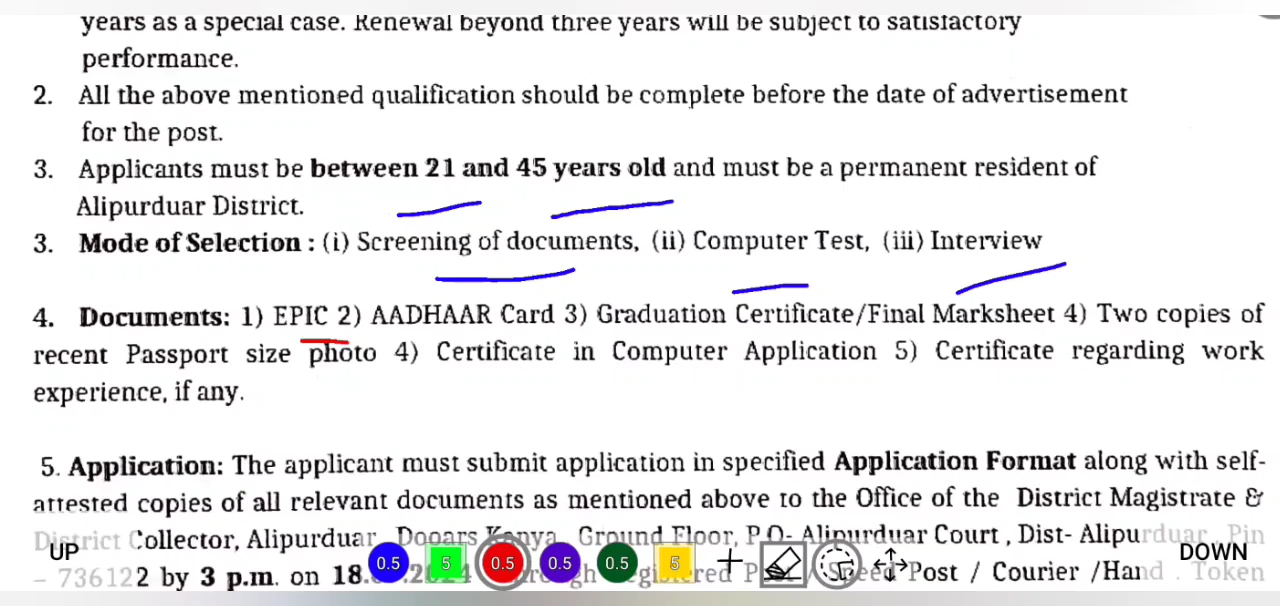 years as a special case. Renewal beyond three years will be subject to satisfactory
performance.
2. All the above mentioned qualification should be complete before the date of advertisement
for the post.
3. Applicants must be between 21 and 45 years old and must be a permanent resident of
Alipurduar District.
3. Mode of Selection : (i) Screening of documents, (ii) Computer Test, (iii) Interview
4. Documents: 1) EPIC 2) AADHAAR Card 3) Graduation Certificate/Final Marksheet 4) Two copies of
recent Passport size photo 4) Certificate in Computer Application 5) Certificate regarding work
experience, if any.
5. Application: The applicant must submit application in specified Application Format along with self-
attested copies of all relevant documents as mentioned above to the Office of the District Magistrate &
District Collector, Alipurduar, Dooars Kanya, Ground Floor, P.O- Alipurduar Court , Dist- Alipurduar, Pin
– 736122 by 3 p.m. on 18. Post / Courier /Hand . Token
UP 0.5 5 0.5 0.5 0.5 5 DOWN